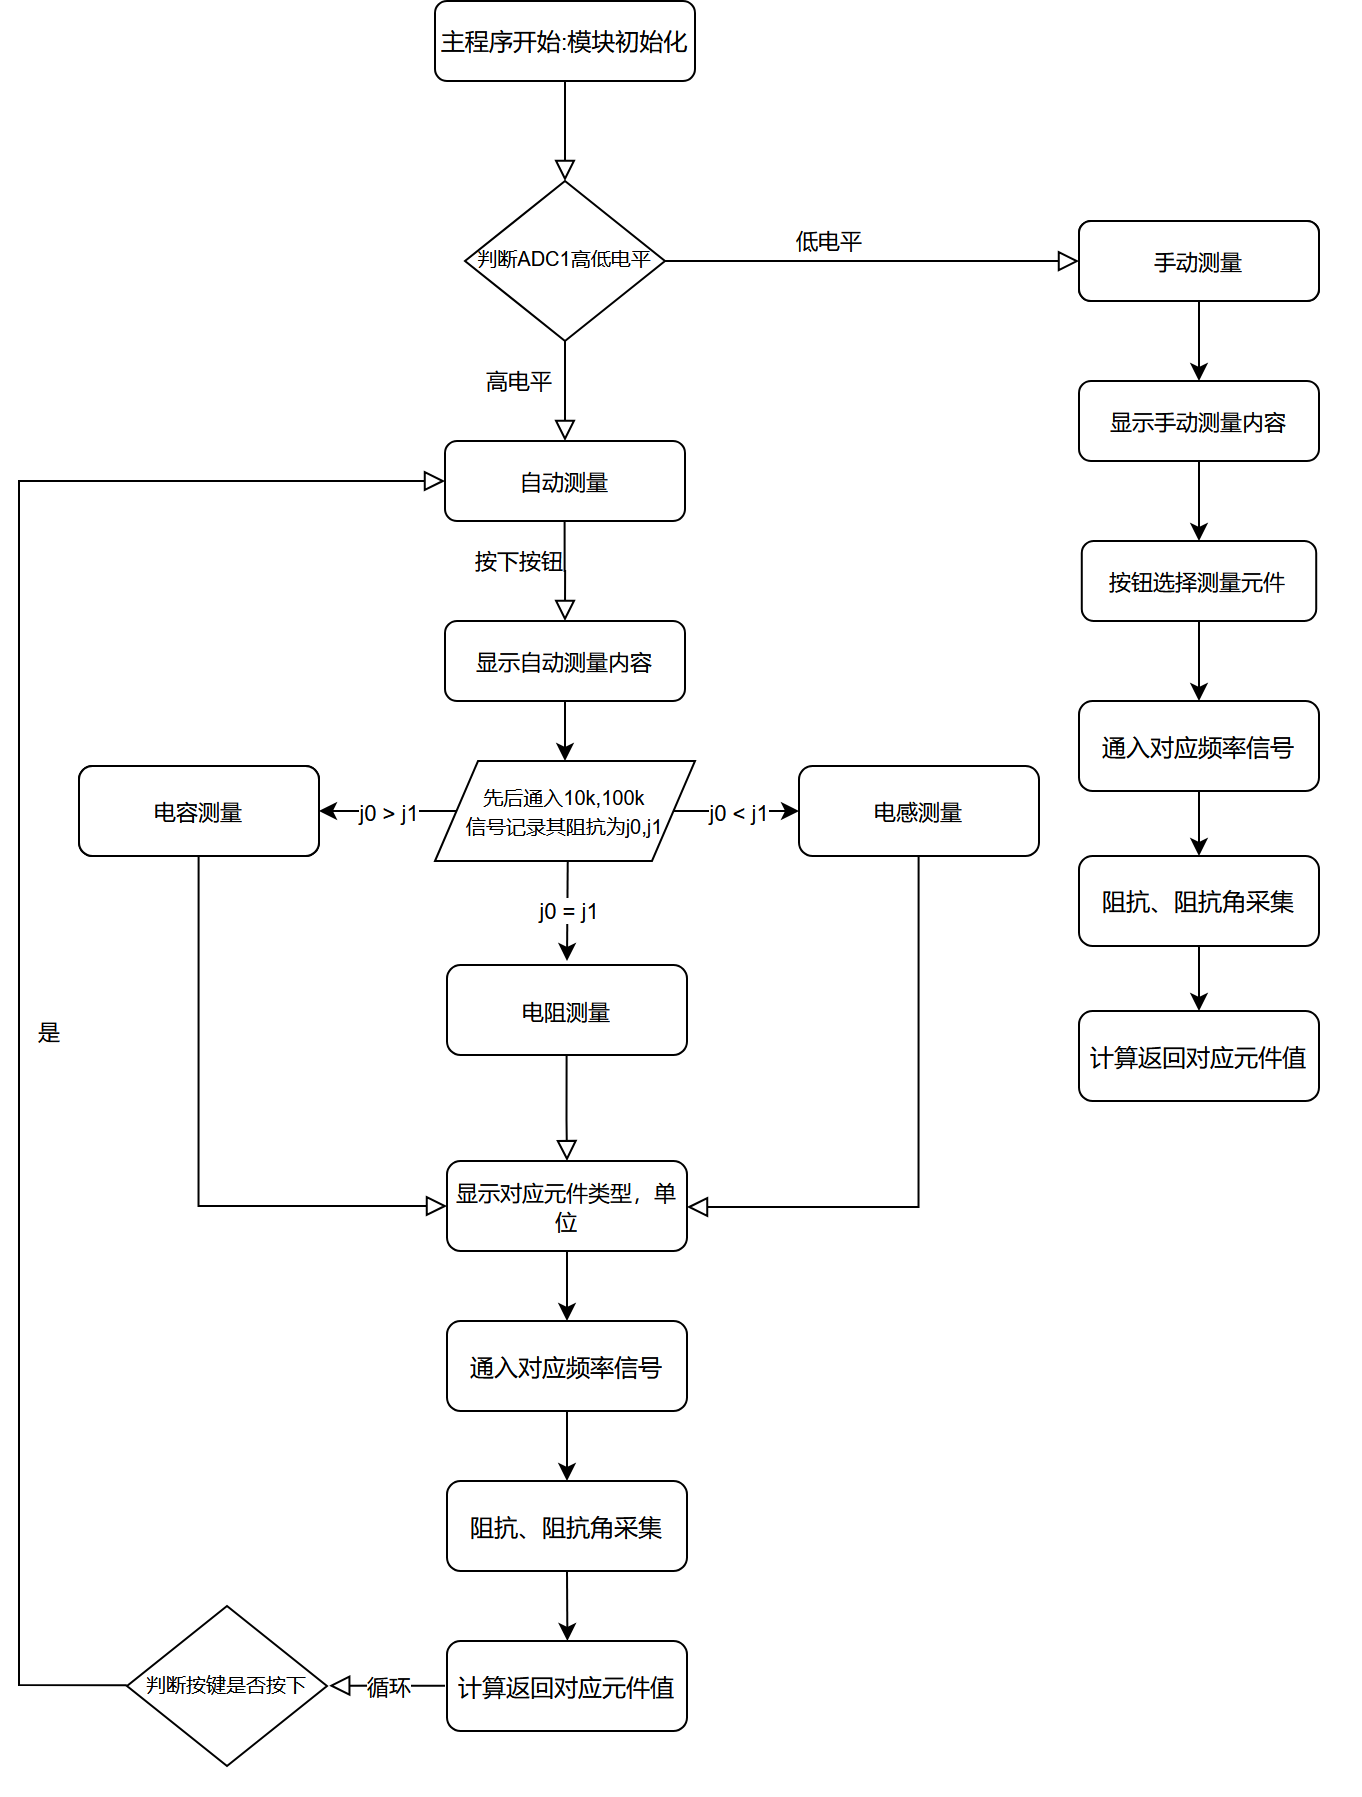 主程序开始:模块初始化
判断ADC1高低电平
低电平
手动测量
高电平
显示手动测量内容
自动测量
按下按钮
按钮选择测量元件
显示自动测量内容
通入对应频率信号
电容测量
j0 > j1
先后通入10k,100k
信号记录其阻抗为j0,j1
j0 < j1
电感测量
j0 = j1
阻抗、阻抗角采集
电阻测量
是
计算返回对应元件值
显示对应元件类型，单
位
通入对应频率信号
阻抗、阻抗角采集
判断按键是否按下
循环
计算返回对应元件值